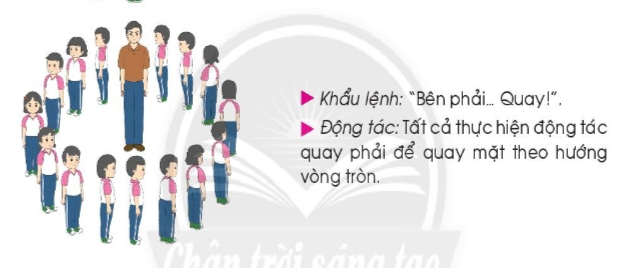 ▶ Khẩu lệnh: "Bên phải... Quay!".
▶ Động tác: Tất cả thực hiện động tác
quay phải để quay mặt theo hướng
vòng tròn.
Chân trời sáng tạo